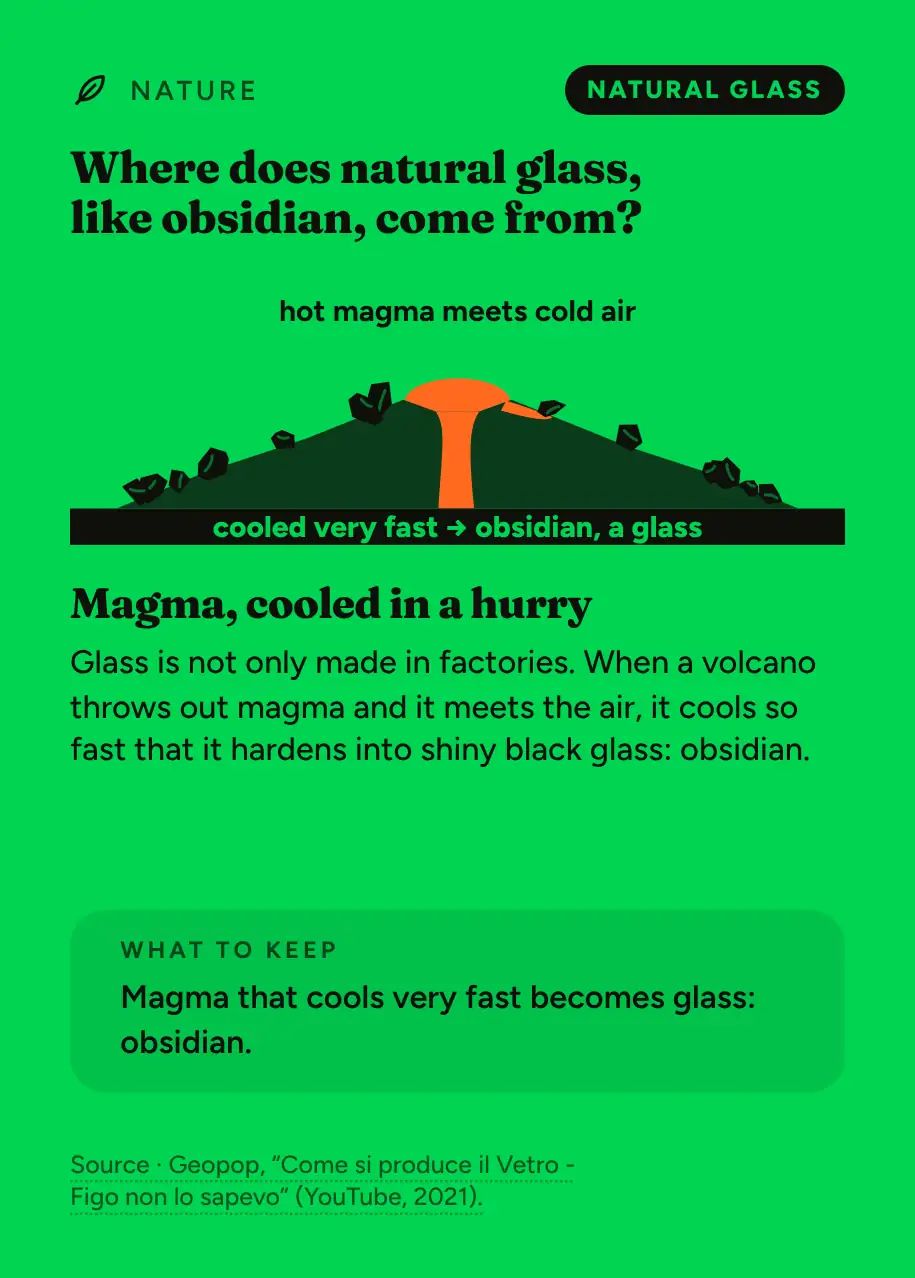 NATURE
NATURAL GLASS
Where does natural glass,
like obsidian, come from?
hot magma meets cold air
cooled very fast → obsidian, a glass
Magma, cooled in a hurry
Glass is not only made in factories. When a volcano
throws out magma and it meets the air, it cools so
fast that it hardens into shiny black glass: obsidian.
WHAT TO KEEP
Magma that cools very fast becomes glass:
obsidian.
Source · Geopop, “Come si produce il Vetro -
Figo non lo sapevo” (YouTube, 2021).